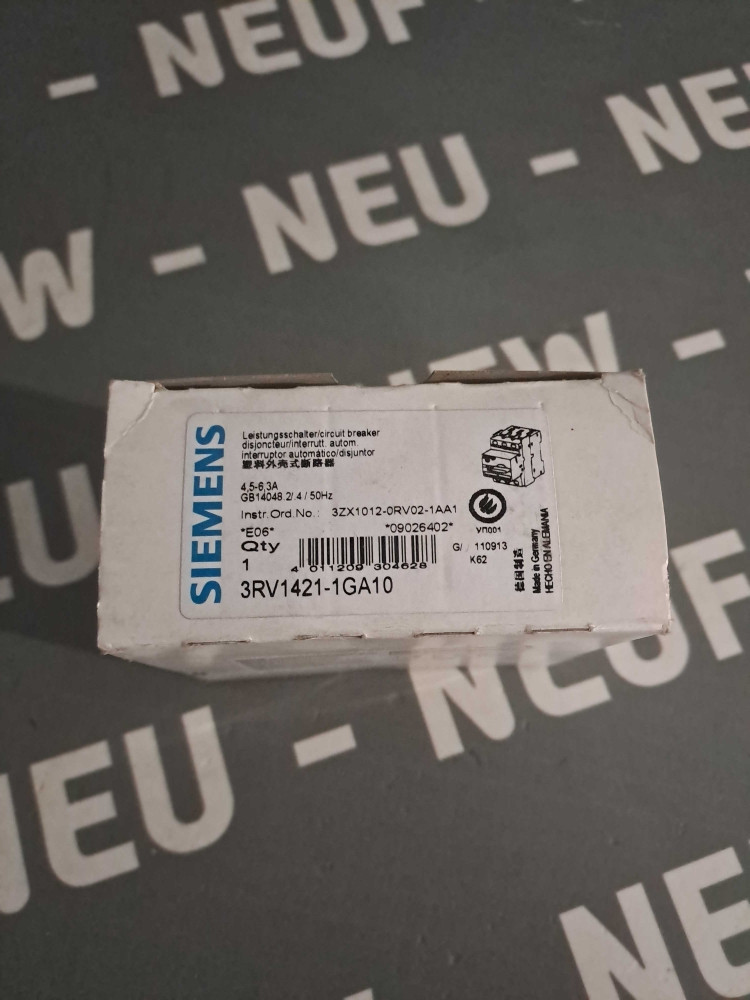 - NEUF
NEU - NE
W - NEU
NEW -
SIEMENS
Leistungsschalter/circuit breaker
disjoncteur/interrutt. autom.
interruptor automático/disjuntor
塑料外壳式断路器
4,5-6,3A
GB14048.2/.4 / 50Hz
Instr.Ord.No.: 3ZX1012-0RV02-1AA1
*E06* *09026402*
Qty
1
4 011209 304628
G/ 110913
K62
УП001
3RV1421-1GA10
德国制造
Made in Germany
HECHO EN ALEMANIA
NEU - NEUF